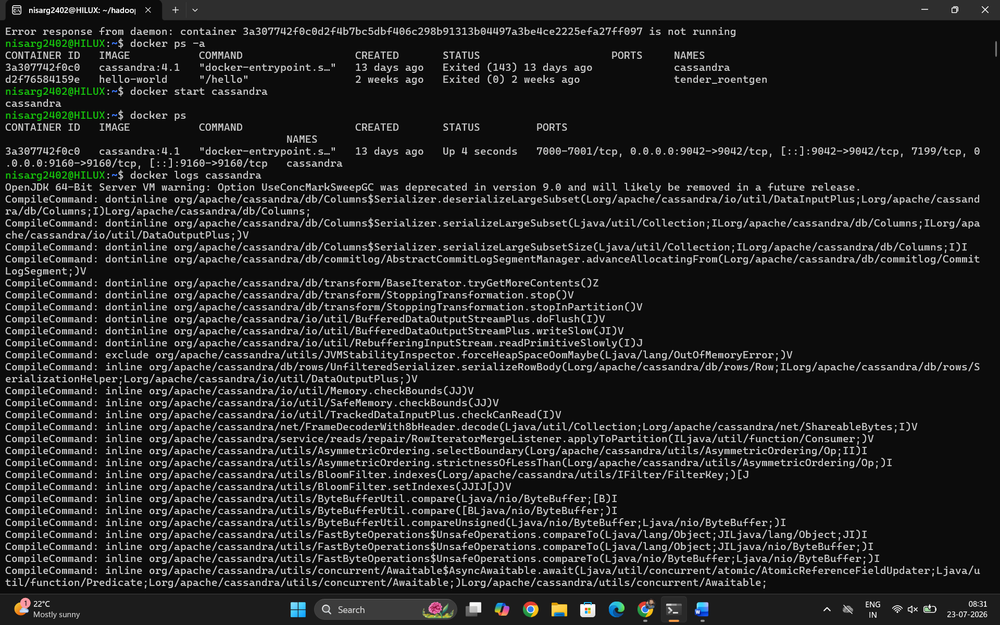 nisarg2402@HILUX: ~/hadoop
Error response from daemon: container 3a307742f0c0d2f4b7bc5dbf406c298b91313b04497a3be4ce2225efa27ff097 is not running
nisarg2402@HILUX:~$ docker ps -a
CONTAINER ID   IMAGE           COMMAND                  CREATED       STATUS                     PORTS     NAMES
3a307742f0c0   cassandra:4.1   "docker-entrypoint.s…"   13 days ago   Exited (143) 13 days ago             cassandra
d2f76584159e   hello-world     "/hello"                 2 weeks ago   Exited (0) 2 weeks ago               tender_roentgen
nisarg2402@HILUX:~$ docker start cassandra
cassandra
nisarg2402@HILUX:~$ docker ps
CONTAINER ID   IMAGE           COMMAND                  CREATED       STATUS         PORTS
NAMES
3a307742f0c0   cassandra:4.1   "docker-entrypoint.s…"   13 days ago   Up 4 seconds   7000-7001/tcp, 0.0.0.0:9042->9042/tcp, [::]:9042->9042/tcp, 7199/tcp, 0
.0.0.0:9160->9160/tcp, [::]:9160->9160/tcp   cassandra
nisarg2402@HILUX:~$ docker logs cassandra
OpenJDK 64-Bit Server VM warning: Option UseConcMarkSweepGC was deprecated in version 9.0 and will likely be removed in a future release.
CompileCommand: dontinline org/apache/cassandra/db/Columns$Serializer.deserializeLargeSubset(Lorg/apache/cassandra/io/util/DataInputPlus;Lorg/apache/cassand
ra/db/Columns;I)Lorg/apache/cassandra/db/Columns;
CompileCommand: dontinline org/apache/cassandra/db/Columns$Serializer.serializeLargeSubset(Ljava/util/Collection;ILorg/apache/cassandra/db/Columns;ILorg/apa
che/cassandra/io/util/DataOutputPlus;)V
CompileCommand: dontinline org/apache/cassandra/db/Columns$Serializer.serializeLargeSubsetSize(Ljava/util/Collection;ILorg/apache/cassandra/db/Columns;I)I
CompileCommand: dontinline org/apache/cassandra/db/commitlog/AbstractCommitLogSegmentManager.advanceAllocatingFrom(Lorg/apache/cassandra/db/commitlog/Commit
LogSegment;)V
CompileCommand: dontinline org/apache/cassandra/db/transform/BaseIterator.tryGetMoreContents()Z
CompileCommand: dontinline org/apache/cassandra/db/transform/StoppingTransformation.stop()V
CompileCommand: dontinline org/apache/cassandra/db/transform/StoppingTransformation.stopInPartition()V
CompileCommand: dontinline org/apache/cassandra/io/util/BufferedDataOutputStreamPlus.doFlush(I)V
CompileCommand: dontinline org/apache/cassandra/io/util/BufferedDataOutputStreamPlus.writeSlow(JI)V
CompileCommand: dontinline org/apache/cassandra/io/util/RebufferingInputStream.readPrimitiveSlowly(I)J
CompileCommand: exclude org/apache/cassandra/utils/JVMStabilityInspector.forceHeapSpaceOomMaybe(Ljava/lang/OutOfMemoryError;)V
CompileCommand: inline org/apache/cassandra/db/rows/UnfilteredSerializer.serializeRowBody(Lorg/apache/cassandra/db/rows/Row;ILorg/apache/cassandra/db/rows/S
erializationHelper;Lorg/apache/cassandra/io/util/DataOutputPlus;)V
CompileCommand: inline org/apache/cassandra/io/util/Memory.checkBounds(JJ)V
CompileCommand: inline org/apache/cassandra/io/util/SafeMemory.checkBounds(JJ)V
CompileCommand: inline org/apache/cassandra/io/util/TrackedDataInputPlus.checkCanRead(I)V
CompileCommand: inline org/apache/cassandra/net/FrameDecoderWith8bHeader.decode(Ljava/util/Collection;Lorg/apache/cassandra/net/ShareableBytes;I)V
CompileCommand: inline org/apache/cassandra/service/reads/repair/RowIteratorMergeListener.applyToPartition(ILjava/util/function/Consumer;)V
CompileCommand: inline org/apache/cassandra/utils/AsymmetricOrdering.selectBoundary(Lorg/apache/cassandra/utils/AsymmetricOrdering/Op;II)I
CompileCommand: inline org/apache/cassandra/utils/AsymmetricOrdering.strictnessOfLessThan(Lorg/apache/cassandra/utils/AsymmetricOrdering/Op;)I
CompileCommand: inline org/apache/cassandra/utils/BloomFilter.indexes(Lorg/apache/cassandra/utils/IFilter/FilterKey;)[J
CompileCommand: inline org/apache/cassandra/utils/BloomFilter.setIndexes(JJIJ[J)V
CompileCommand: inline org/apache/cassandra/utils/ByteBufferUtil.compare(Ljava/nio/ByteBuffer;[B)I
CompileCommand: inline org/apache/cassandra/utils/ByteBufferUtil.compare([BLjava/nio/ByteBuffer;)I
CompileCommand: inline org/apache/cassandra/utils/ByteBufferUtil.compareUnsigned(Ljava/nio/ByteBuffer;Ljava/nio/ByteBuffer;)I
CompileCommand: inline org/apache/cassandra/utils/FastByteOperations$UnsafeOperations.compareTo(Ljava/lang/Object;JILjava/lang/Object;JI)I
CompileCommand: inline org/apache/cassandra/utils/FastByteOperations$UnsafeOperations.compareTo(Ljava/lang/Object;JILjava/nio/ByteBuffer;)I
CompileCommand: inline org/apache/cassandra/utils/FastByteOperations$UnsafeOperations.compareTo(Ljava/nio/ByteBuffer;Ljava/nio/ByteBuffer;)I
CompileCommand: inline org/apache/cassandra/utils/concurrent/Awaitable$AsyncAwaitable.await(Ljava/util/concurrent/atomic/AtomicReferenceFieldUpdater;Ljava/u
til/function/Predicate;Lorg/apache/cassandra/utils/concurrent/Awaitable;)Lorg/apache/cassandra/utils/concurrent/Awaitable;
1
22°C
Mostly sunny
Search
ENG
IN
08:31
23-07-2026